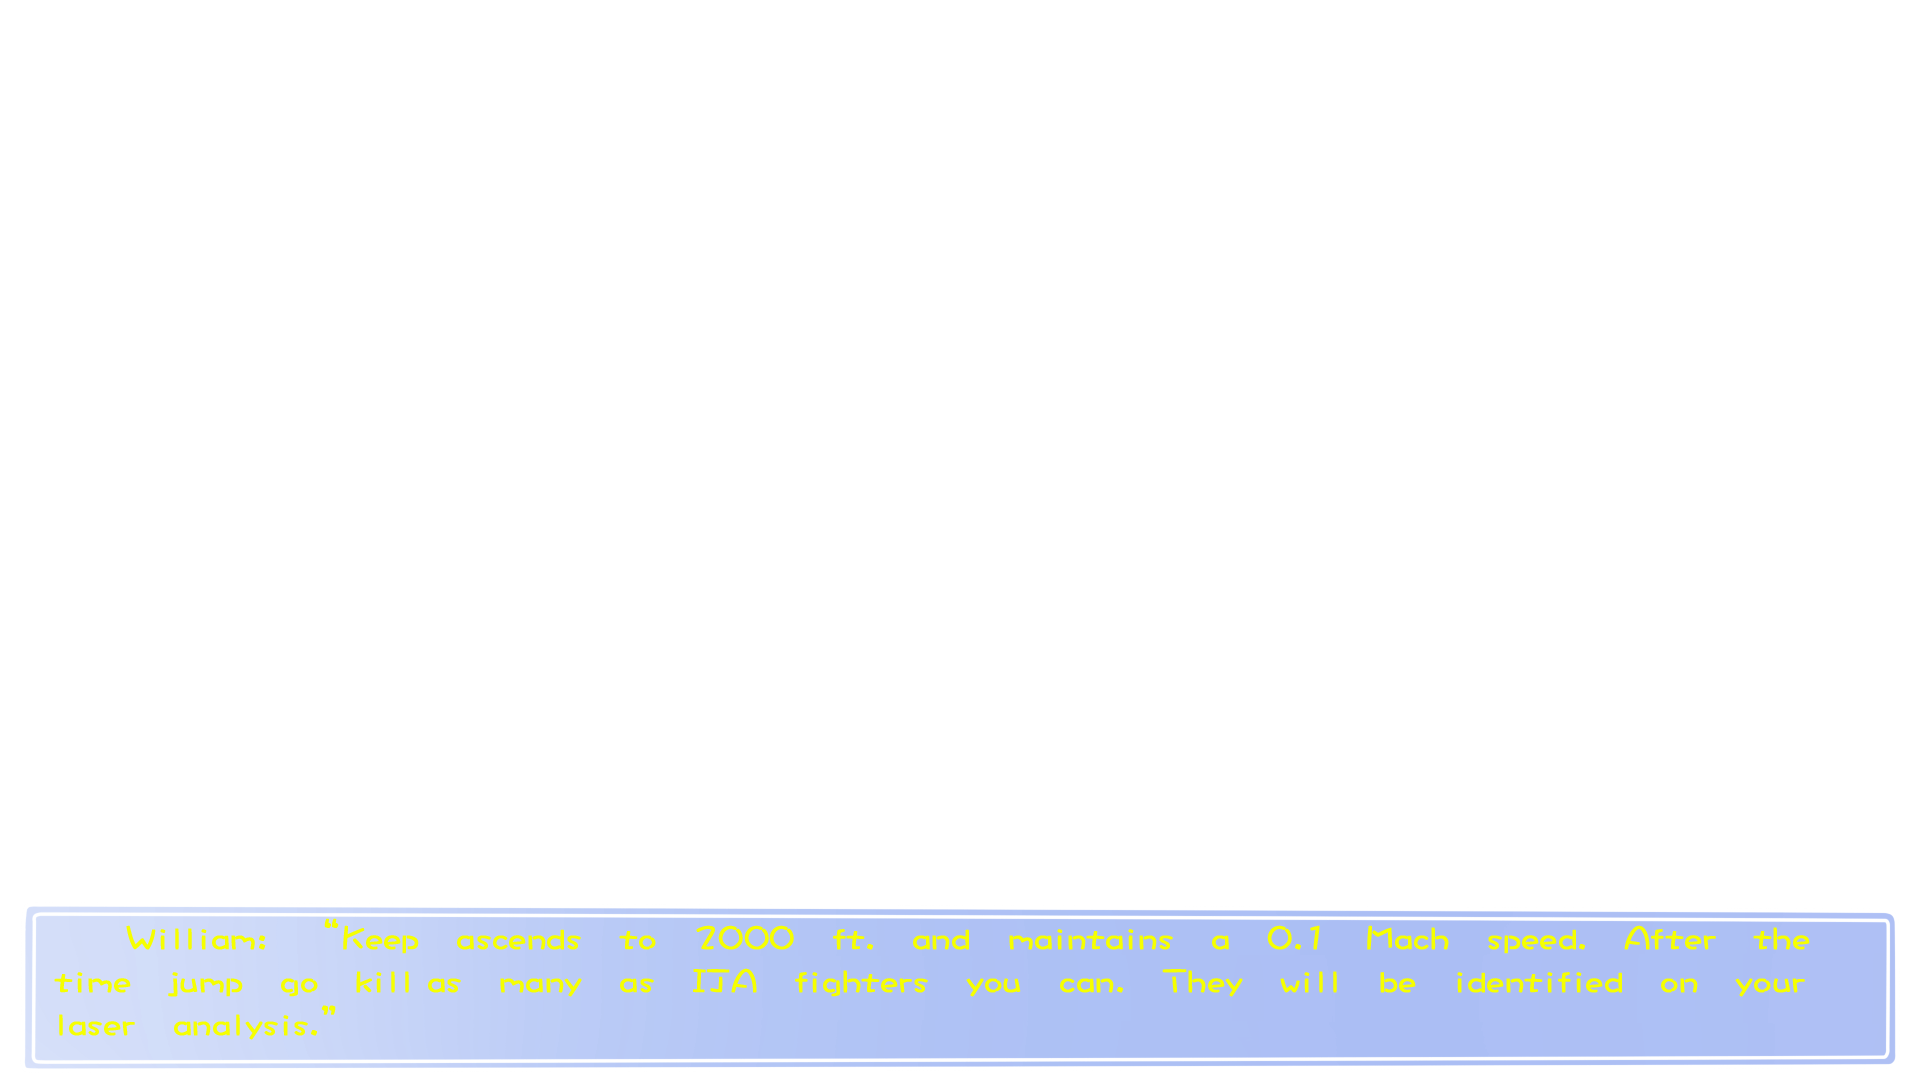 William: “Keep ascends to 2000 ft. and maintains a 0.1 Mach speed. After the
time jump go kill as many as IJA fighters you can. They will be identified on your
laser analysis.”